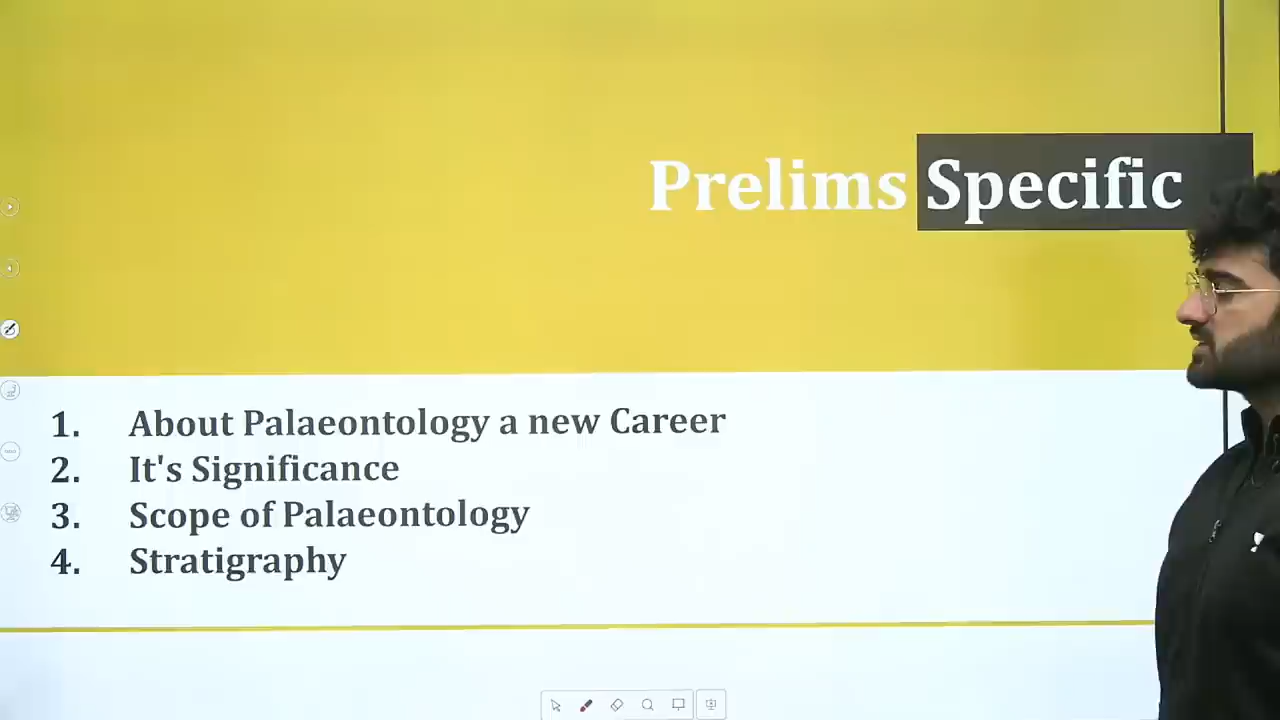 Prelims Specific
1. About Palaeontology a new Career
2. It's Significance
3. Scope of Palaeontology
4. Stratigraphy